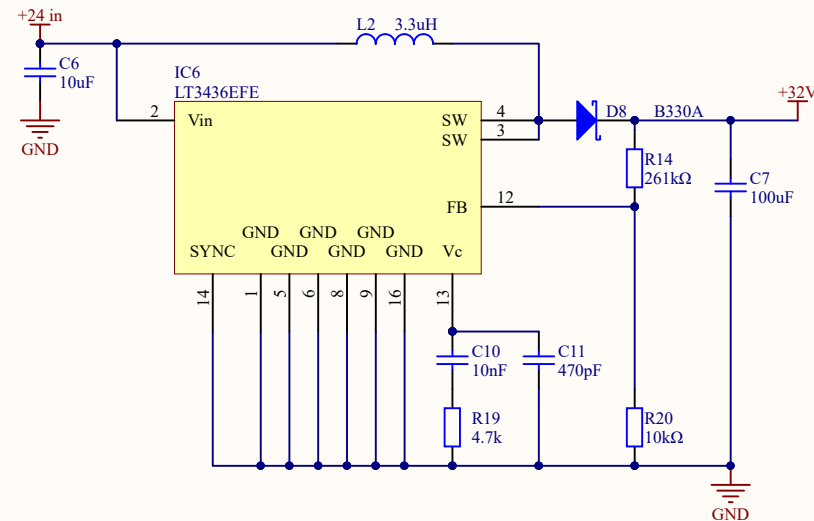 +24 in
L2 3.3uH
C6
10uF
GND
IC6
LT3436EFE
2
Vin
SW
4
SW
3
D8
B330A
+32V
R14
261kΩ
C7
100uF
FB
12
GND GND GND
SYNC GND GND GND Vc
14
1
5
6
8
9
16
13
C10
10nF
C11
470pF
R19
4.7k
R20
10kΩ
GND